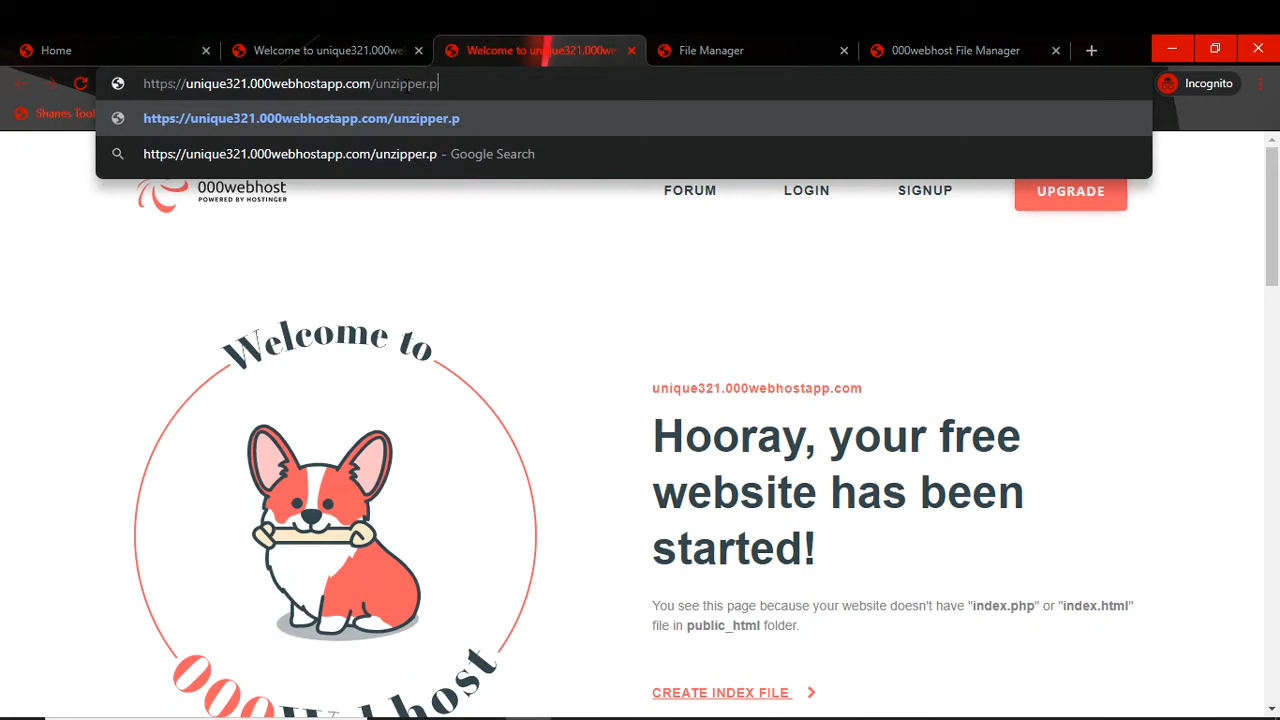 Home
Welcome to unique321.000we
Welcome to unique321.000we
File Manager
000webhost File Manager
https://unique321.000webhostapp.com/unzipper.p
Incognito
Shanes Tool
https://unique321.000webhostapp.com/unzipper.p
https://unique321.000webhostapp.com/unzipper.p - Google Search
000webhost
POWERED BY HOSTINGER
FORUM
LOGIN
SIGNUP
UPGRADE
Welcome to
000webhost
unique321.000webhostapp.com
Hooray, your free
website has been
started!
You see this page because your website doesn't have "index.php" or "index.html"
file in public_html folder.
CREATE INDEX FILE